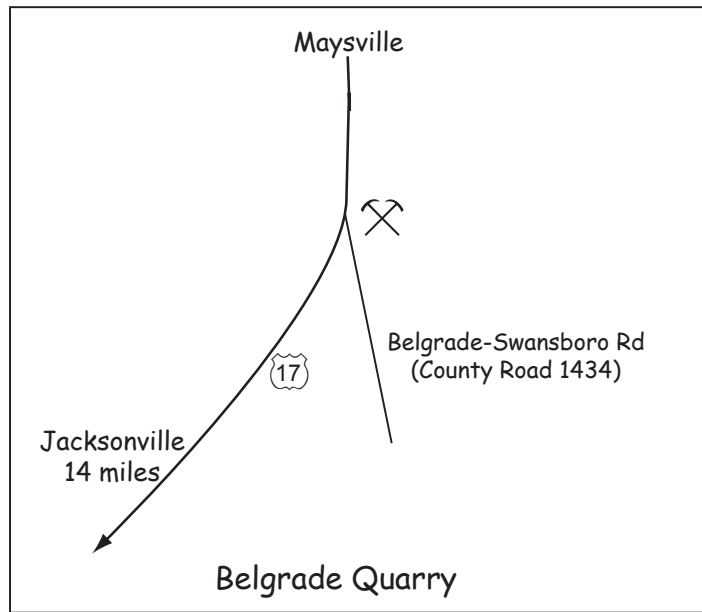 Maysville
Belgrade-Swansboro Rd
(County Road 1434)
17
Jacksonville
14 miles
Belgrade Quarry